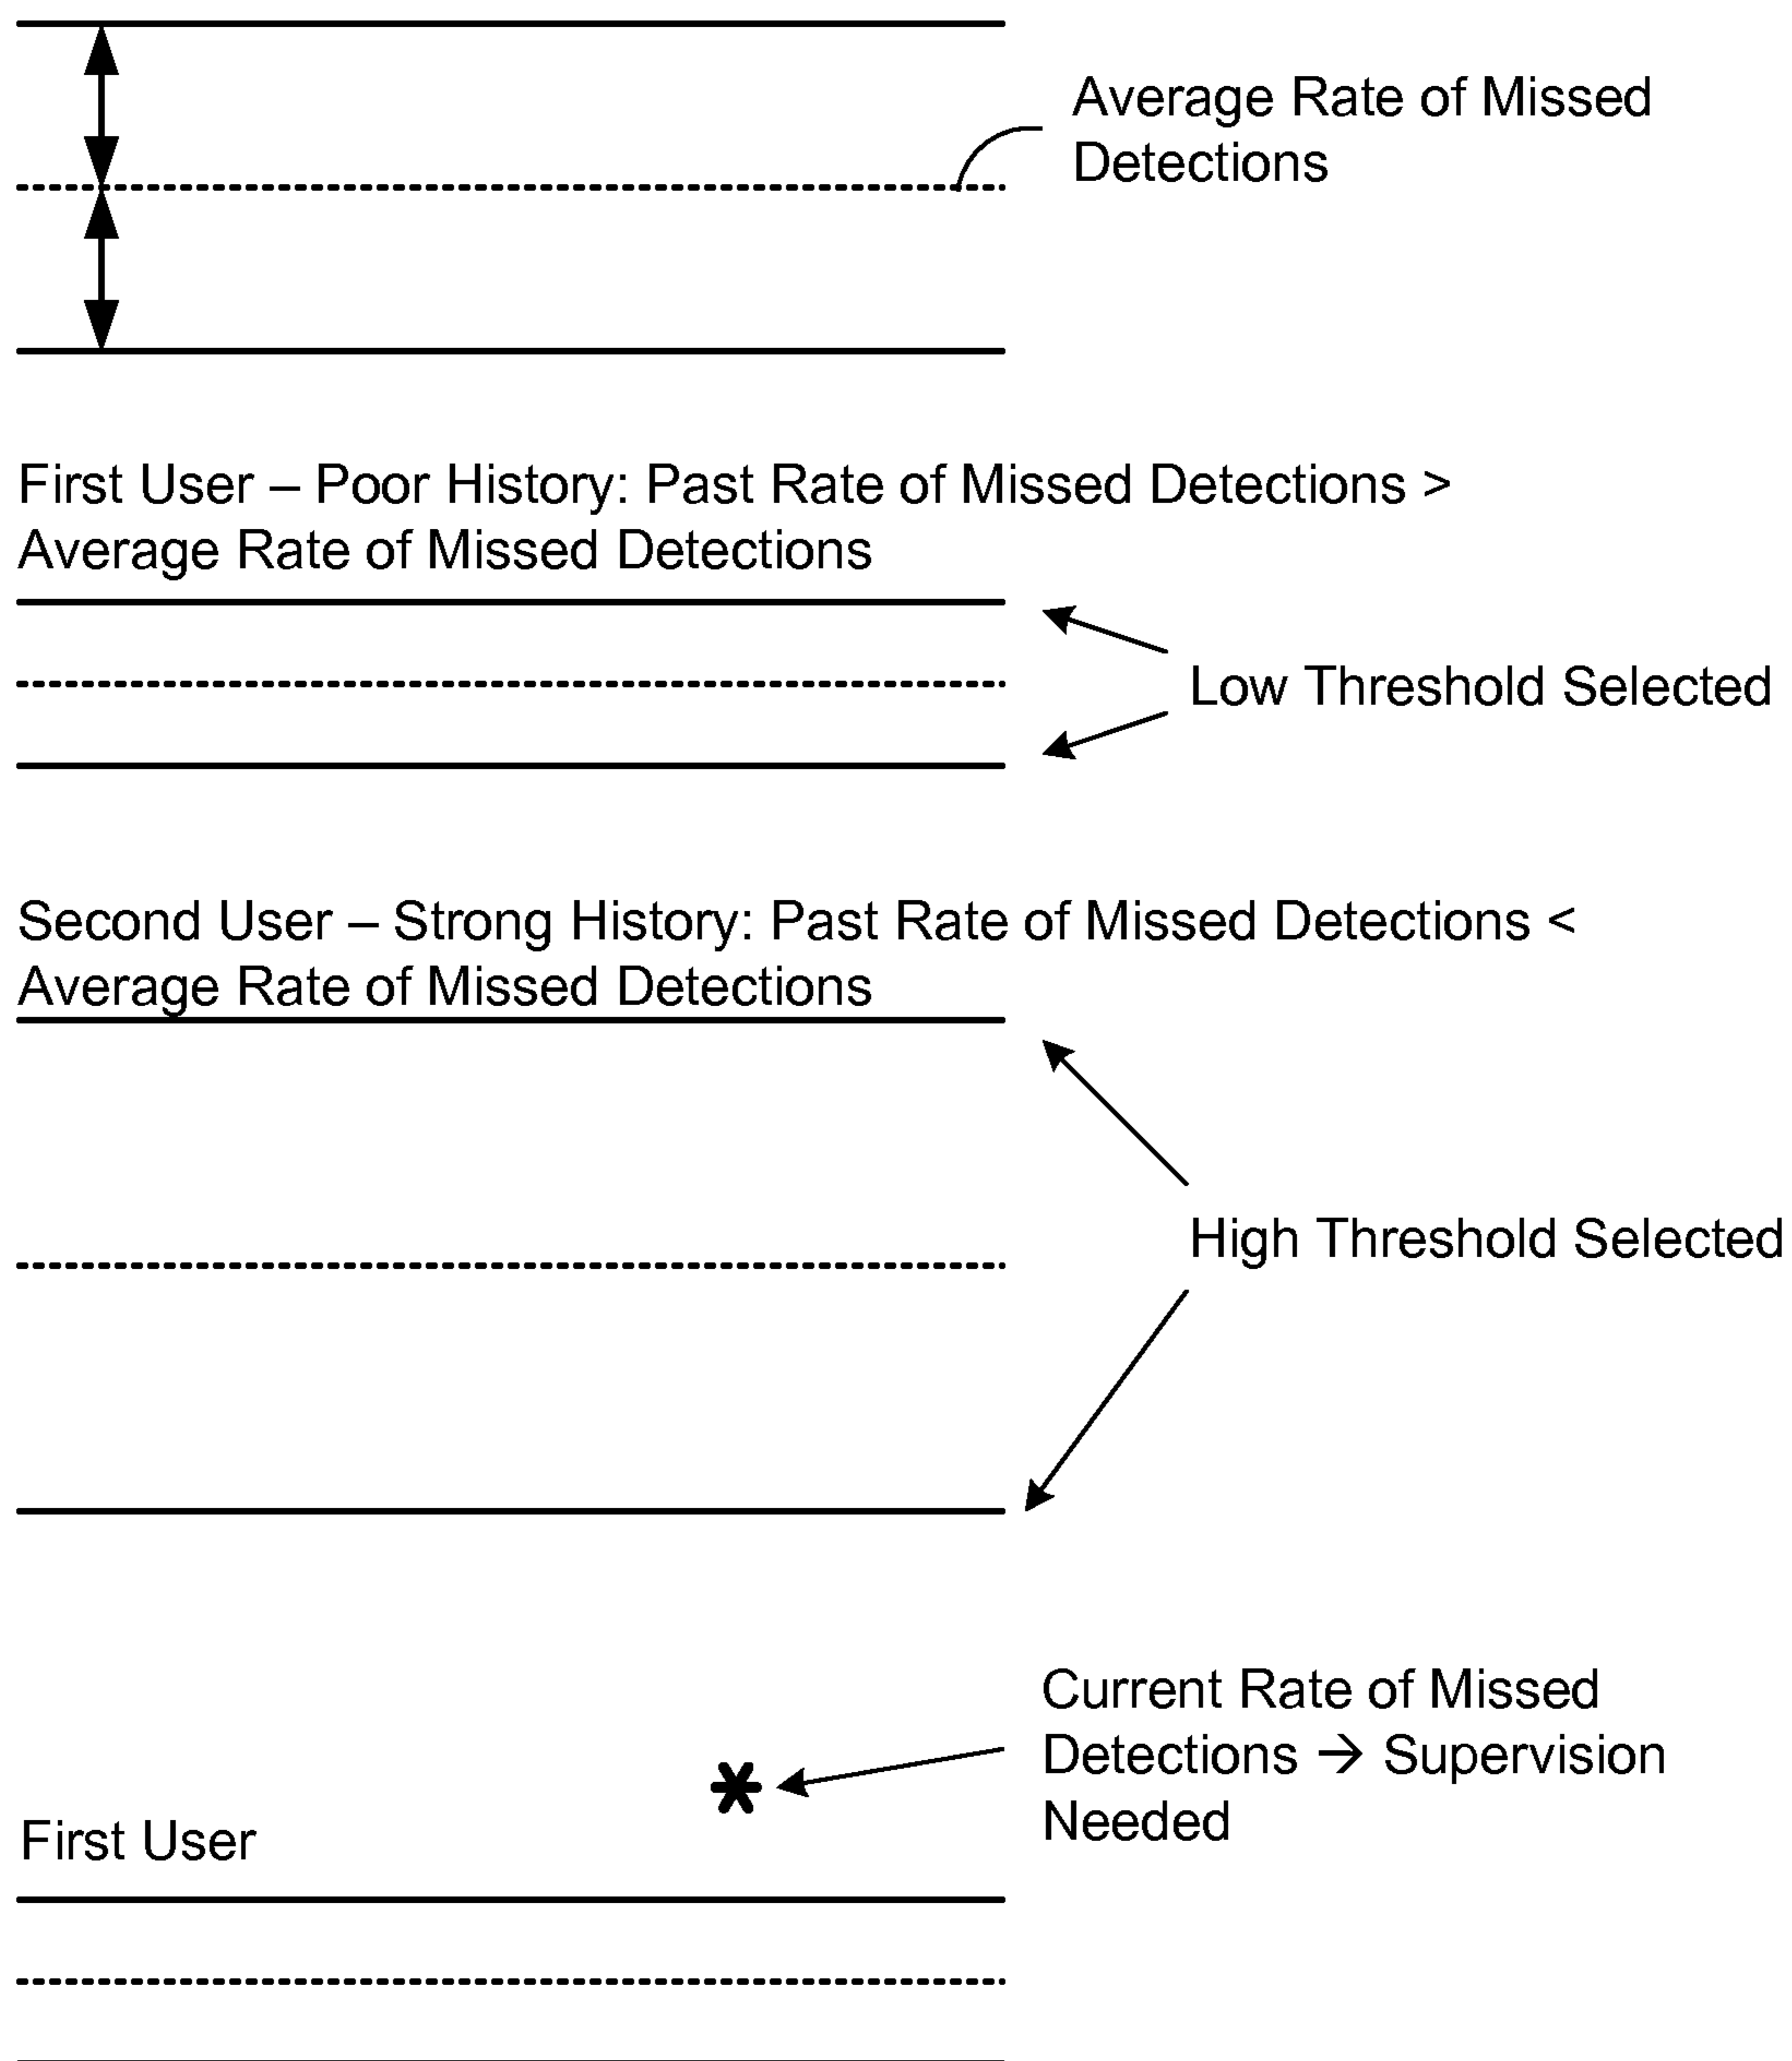 Average Rate of Missed
Detections
First User – Poor History: Past Rate of Missed Detections >
Average Rate of Missed Detections
Low Threshold Selected
Second User – Strong History: Past Rate of Missed Detections <
Average Rate of Missed Detections
High Threshold Selected
Current Rate of Missed
Detections → Supervision
Needed
First User